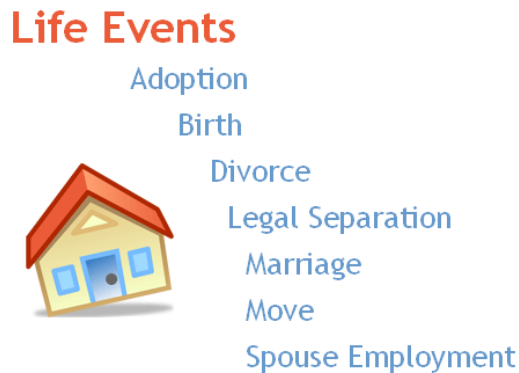 Life Events
Adoption
Birth
Divorce
Legal Separation
Marriage
Move
Spouse Employment